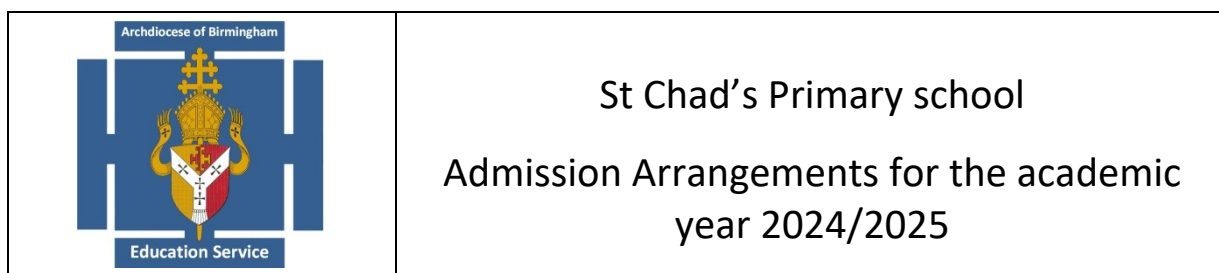 Archdiocese of Birmingham
Education Service
St Chad’s Primary school
Admission Arrangements for the academic
year 2024/2025